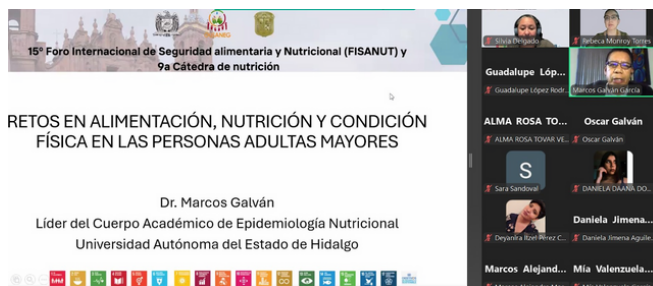 15º Foro Internacional de Seguridad alimentaria y Nutricional (FISANUT) y
9a Cátedra de nutrición
RETOS EN ALIMENTACIÓN, NUTRICIÓN Y CONDICIÓN
FÍSICA EN LAS PERSONAS ADULTAS MAYORES
Dr. Marcos Galván
Líder del Cuerpo Académico de Epidemiología Nutricional
Universidad Autónoma del Estado de Hidalgo
Silvia Delgado
Rebeca Monroy Torres
Guadalupe Lóp...
Guadalupe López Rodr...
Marcos Galván García
ALMA ROSA TO...
ALMA ROSA TOVAR VE...
Oscar Galván
Oscar Galván
S
Sara Sandoval
DANIELA DAANA DO...
Deyanira Itzel Pérez C...
Daniela Jimena...
Daniela Jimena Aguile...
Marcos Alejand...
Mía Valenzuela...